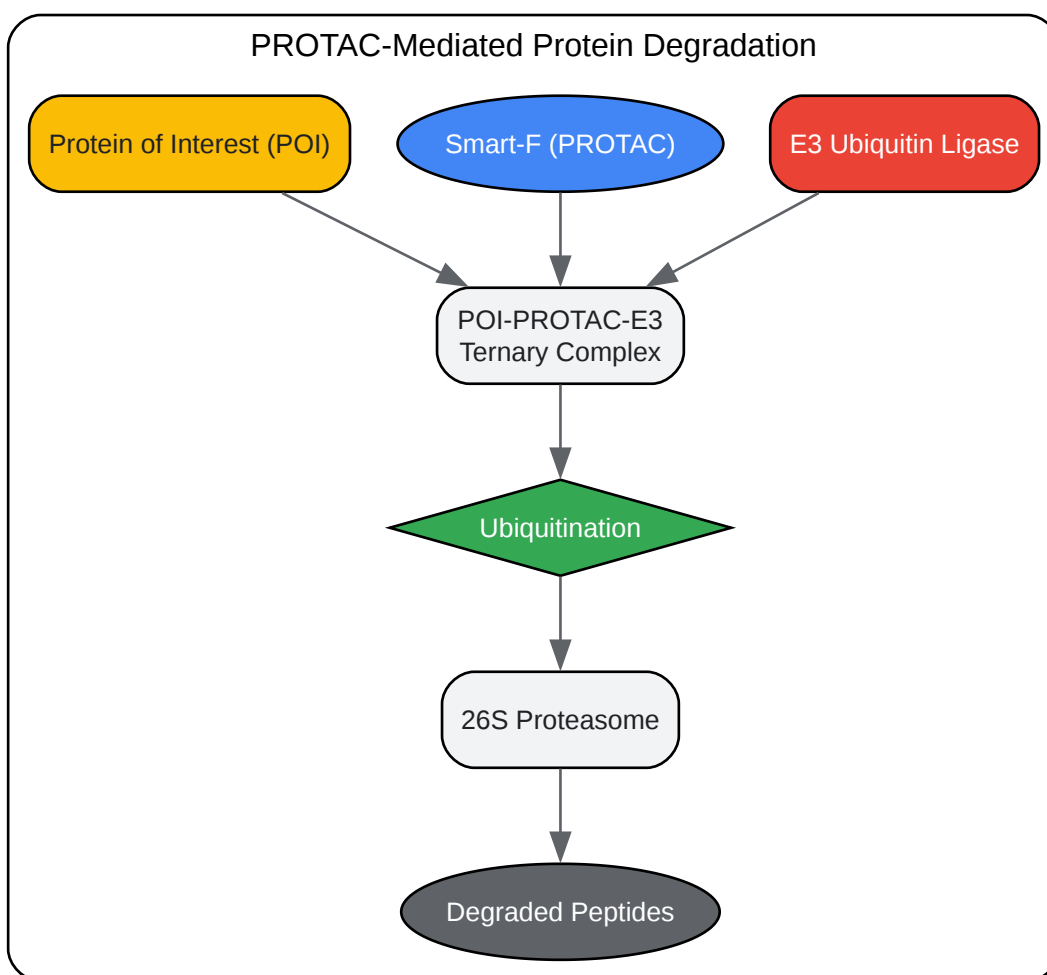 PROTAC-Mediated Protein Degradation
Protein of Interest (POI)
Smart-F (PROTAC)
E3 Ubiquitin Ligase
POI-PROTAC-E3
Ternary Complex
Ubiquitination
26S Proteasome
Degraded Peptides